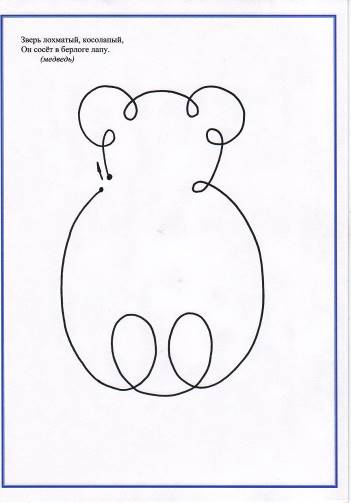 Зверь лохматый, косолапый,
Он сосёт в берлоге лапу.
(медведь)